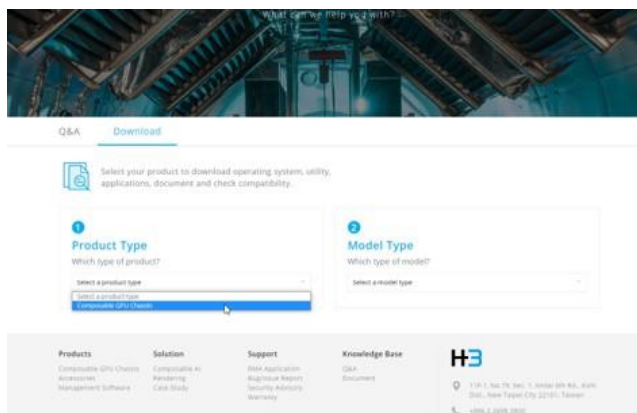 What can we help you with?
Q&A
Download
Select your product to download operating system, utility,
applications, document and check compatibility.
1
Product Type
Which type of product?
Select a product type
Select a product type
Composable GPU Chassis
2
Model Type
Which type of model?
Select a model type
Products
Composable GPU Chassis
Accessories
Management Software
Solution
Composable AI
Rendering
Case Study
Support
RMA Application
Bug/Issue Report
Security Advisory
Warranty
Knowledge Base
Q&A
Document
H3